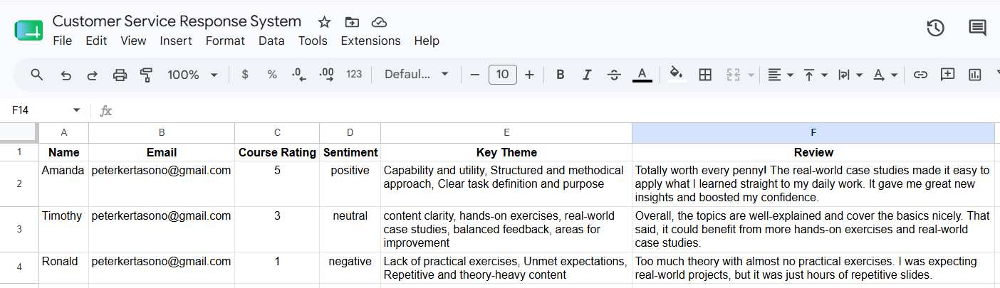 Customer Service Response System
File Edit View Insert Format Data Tools Extensions Help
100% $ % .0 .00 123 Defaul... 10 B I A A
F14 fx
A B C D E F
1 Name Email Course Rating Sentiment Key Theme Review
2 Amanda peterkertasono@gmail.com 5 positive
Capability and utility, Structured and methodical
approach, Clear task definition and purpose
Totally worth every penny! The real-world case studies made it easy to
apply what I learned straight to my daily work. It gave me great new
insights and boosted my confidence.
3 Timothy peterkertasono@gmail.com 3 neutral
content clarity, hands-on exercises, real-world
case studies, balanced feedback, areas for
improvement
Overall, the topics are well-explained and cover the basics nicely. That
said, it could benefit from more hands-on exercises and real-world
case studies.
4 Ronald peterkertasono@gmail.com 1 negative
Lack of practical exercises, Unmet expectations,
Repetitive and theory-heavy content
Too much theory with almost no practical exercises. I was expecting
real-world projects, but it was just hours of repetitive slides.